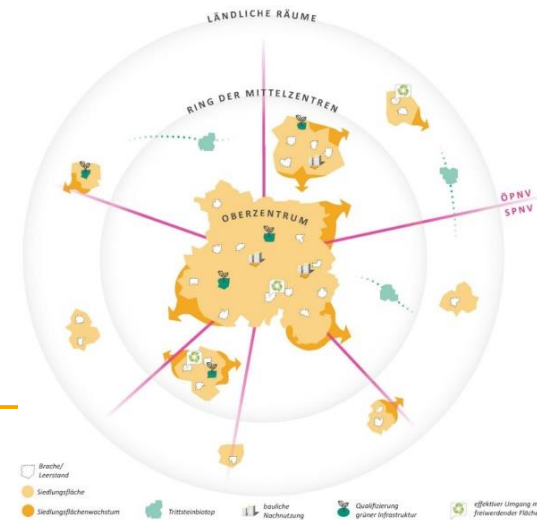 LÄNDLICHE RÄUME
RING DER MITTELZENTREN
OBERZENTRUM
ÖPNV
SPNV
Brache/
Leerstand
Siedlungsfläche
Siedlungsflächenwachstum
Trittsteinbiotop
bauliche
Nachnutzung
Qualifizierung
grüner Infrastruktur
effektiver Umgang m
freiwerdender Fläche